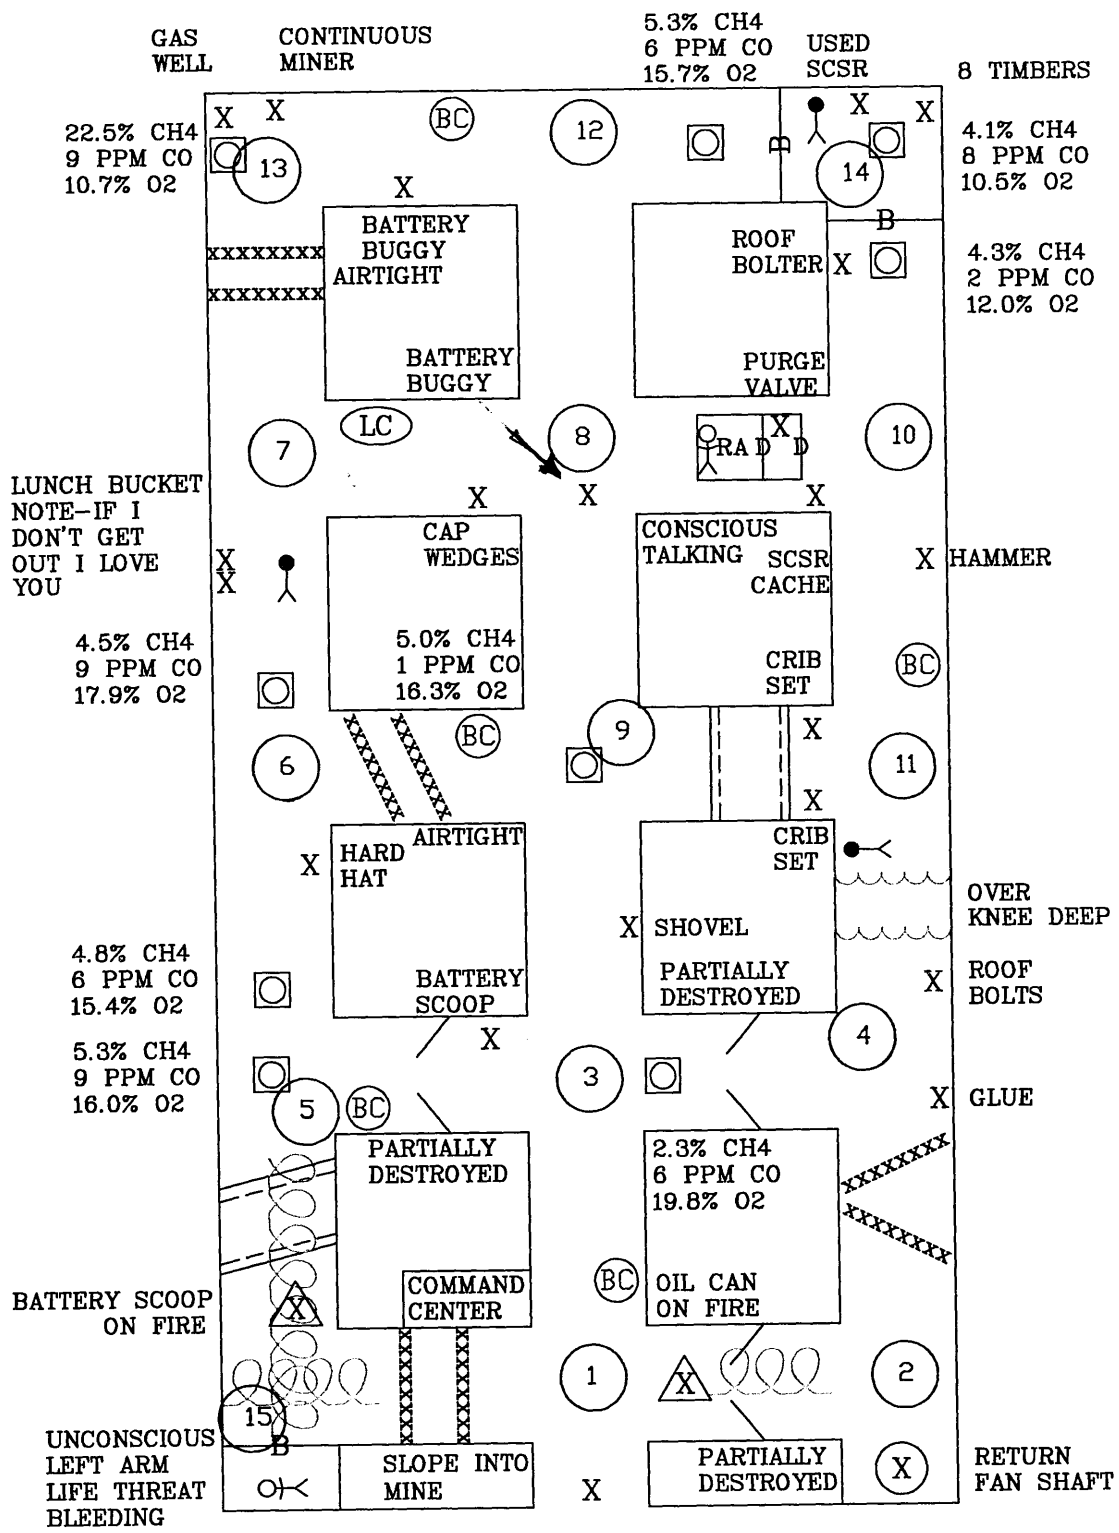 GAS
WELL
CONTINUOUS
MINER
5.3% CH4
6 PPM CO
15.7% O2
USED
SCSR
8 TIMBERS
22.5% CH4
9 PPM CO
10.7% O2
X
X
BC
12
B
X
X
4.1% CH4
8 PPM CO
10.5% O2
13
14
X
BATTERY
BUGGY
AIRTIGHT
xxxxxxxxx
xxxxxxxxx
BATTERY
BUGGY
ROOF
BOLTER
X
B
4.3% CH4
2 PPM CO
12.0% O2
PURGE
VALVE
LC
7
8
RA D
X
D
10
LUNCH BUCKET
NOTE-IF I
DON'T GET
OUT I LOVE
YOU
X
X
X
X
X
CAP
WEDGES
CONSCIOUS
TALKING
SCSR
CACHE
X
HAMMER
4.5% CH4
9 PPM CO
17.9% O2
5.0% CH4
1 PPM CO
16.3% O2
CRIB
SET
BC
6
BC
9
X
11
xxxxxxxx
xxxxxxxx
X
X
HARD
HAT
AIRTIGHT
CRIB
SET
OVER
KNEE DEEP
X
SHOVEL
4.8% CH4
6 PPM CO
15.4% O2
BATTERY
SCOOP
PARTIALLY
DESTROYED
X
ROOF
BOLTS
X
4
5.3% CH4
9 PPM CO
16.0% O2
5
BC
3
X
GLUE
PARTIALLY
DESTROYED
2.3% CH4
6 PPM CO
19.8% O2
xxxxxxxx
xxxxxxxx
BATTERY SCOOP
ON FIRE
X
COMMAND
CENTER
BC
OIL CAN
ON FIRE
15
xxxxxxxx
xxxxxxxx
1
X
2
UNCONSCIOUS
LEFT ARM
LIFE THREAT
BLEEDING
B
SLOPE INTO
MINE
X
PARTIALLY
DESTROYED
X
RETURN
FAN SHAFT